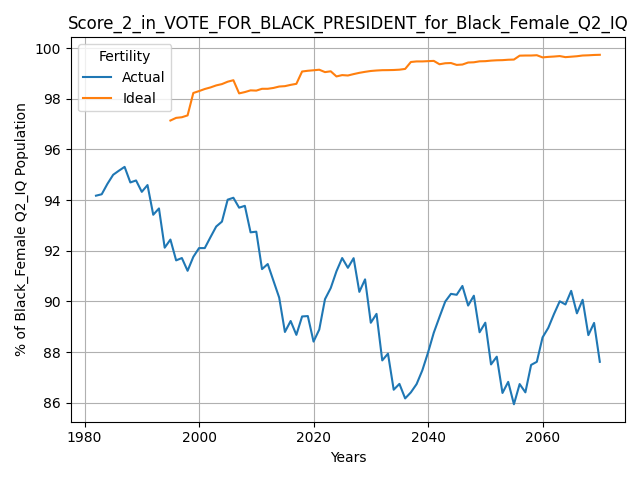 Score_2_in_VOTE_FOR_BLACK_PRESIDENT_for_Black_Female_Q2_IQ
Fertility
Actual
Ideal
% of Black_Female Q2_IQ Population
100
98
96
94
92
90
88
86
1980
2000
2020
2040
2060
Years